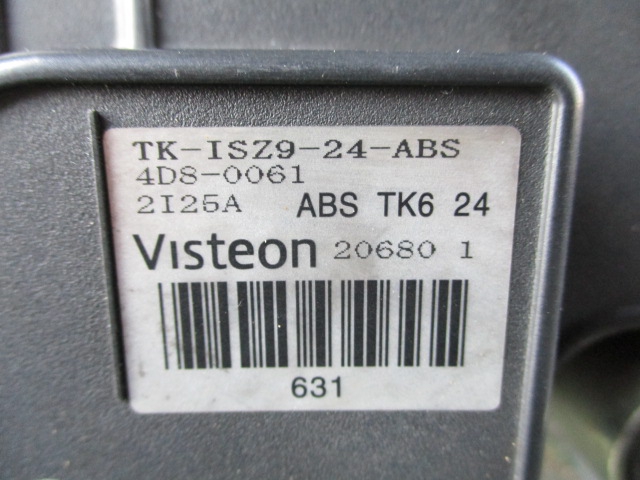 TK-ISZ9-24-ABS
4D8-0061
2I25A ABS TK6 24
Visteon 20680 1
631